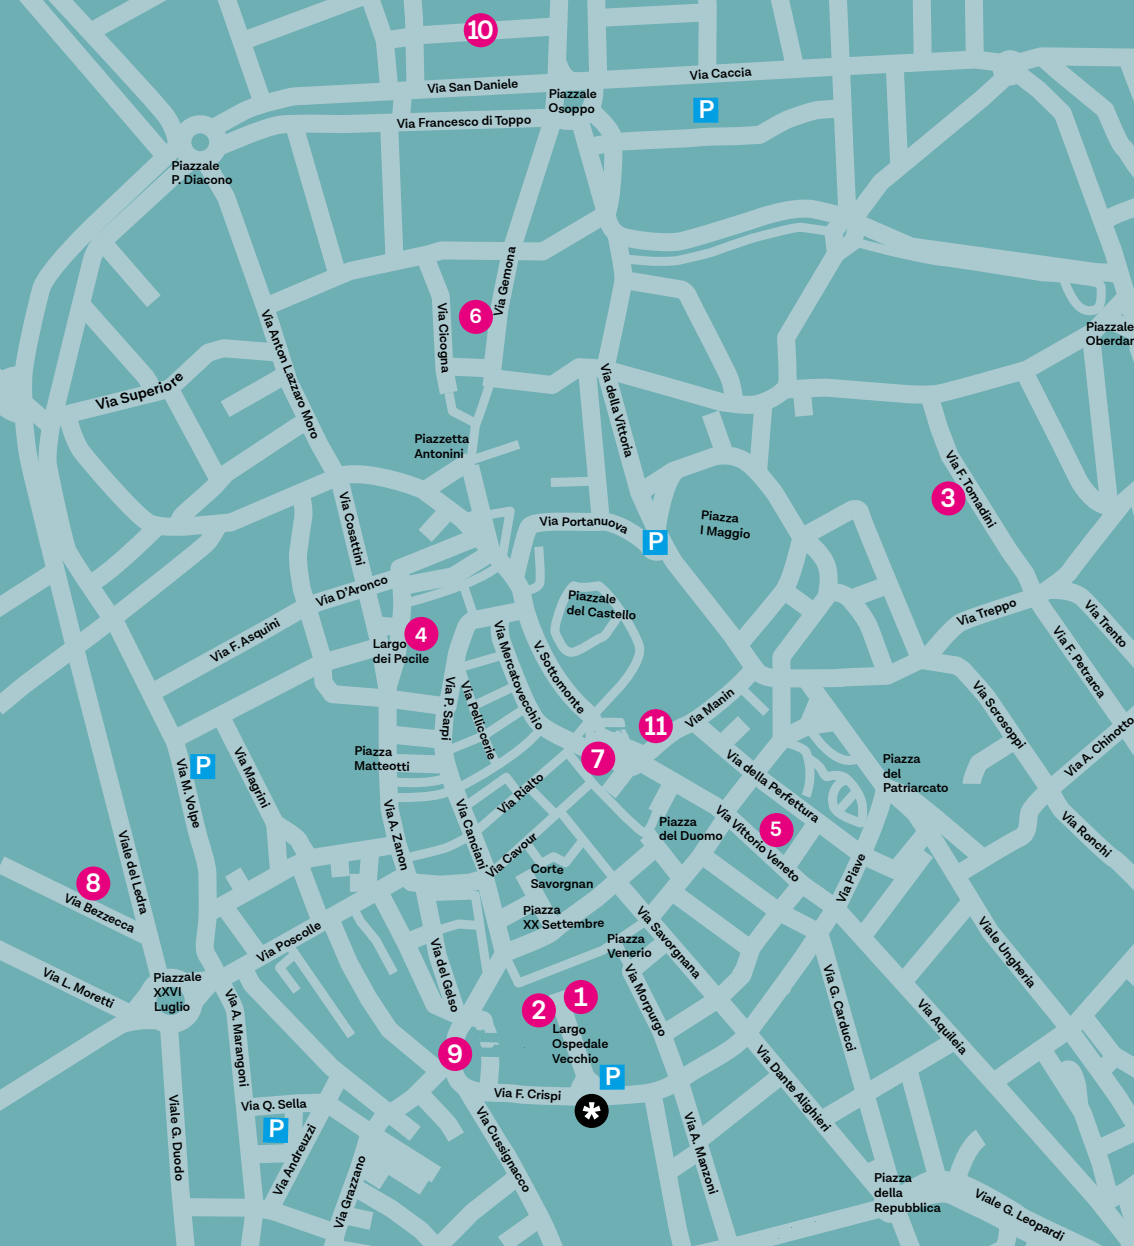 10
Via San Daniele
Via Caccia
Piazzale
Osoppo
P
Via Francesco di Toppo
Piazzale
P. Diacono
Via Gemona
Via Cicogna
6
Via Anton Lazzaro Moro
Piazzale
Oberdan
Via Superiore
Via della Vittoria
Piazzetta
Antonini
Via F. Tomadini
3
Via Cosattini
Via Portanuova
P
Piazza
I Maggio
Via D'Aronco
Piazzale
del Castello
Via Treppo
Via Trento
Via F. Asquini
4
Largo
dei Pecile
Via Mercatovecchio
V. Sottomonte
Via F. Petrarca
Via P. Sarpi
Via Pelliccerie
Via Manin
11
Via Scrosoppi
Via A. Chinotto
7
Piazza
Matteotti
P
Via M. Volpe
Via Magrini
Via della Perfettura
Piazza
del
Patriarcato
Via Rialto
Via A. Zanon
Via Canciani
Via Cavour
Piazza
del Duomo
Via Vittorio Veneto
5
Via Ronchi
Viale del Ledra
8
Via Bezzecca
Corte
Savorgnan
Via Piave
Piazza
XX Settembre
Via Savorgnana
Piazza
Venerio
Via Poscolle
Via del Gelso
Viale Ungheria
Via L. Moretti
Piazzale
XXVI
Luglio
Via A. Marangoni
2
1
Largo
Ospedale
Vecchio
Via Morpurgo
Via G. Carducci
Via Aquileia
9
P
Via F. Crispi
*
Via Dante Alighieri
Via Q. Sella
P
Viale G. Duodo
Via Andreuzzi
Via Grazzano
Via Cussignacco
Via A. Manzoni
Piazza
della
Repubblica
Viale G. Leopardi